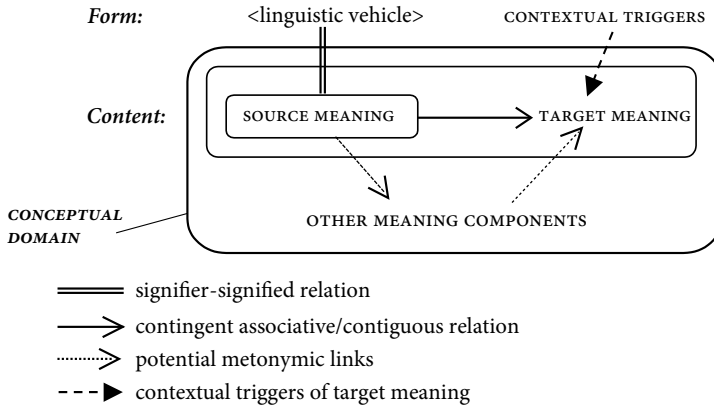 Form: <linguistic vehicle> CONTEXTUAL TRIGGERS
Content: SOURCE MEANING TARGET MEANING
OTHER MEANING COMPONENTS
CONCEPTUAL
DOMAIN
signifier-signified relation
contingent associative/contiguous relation
potential metonymic links
contextual triggers of target meaning